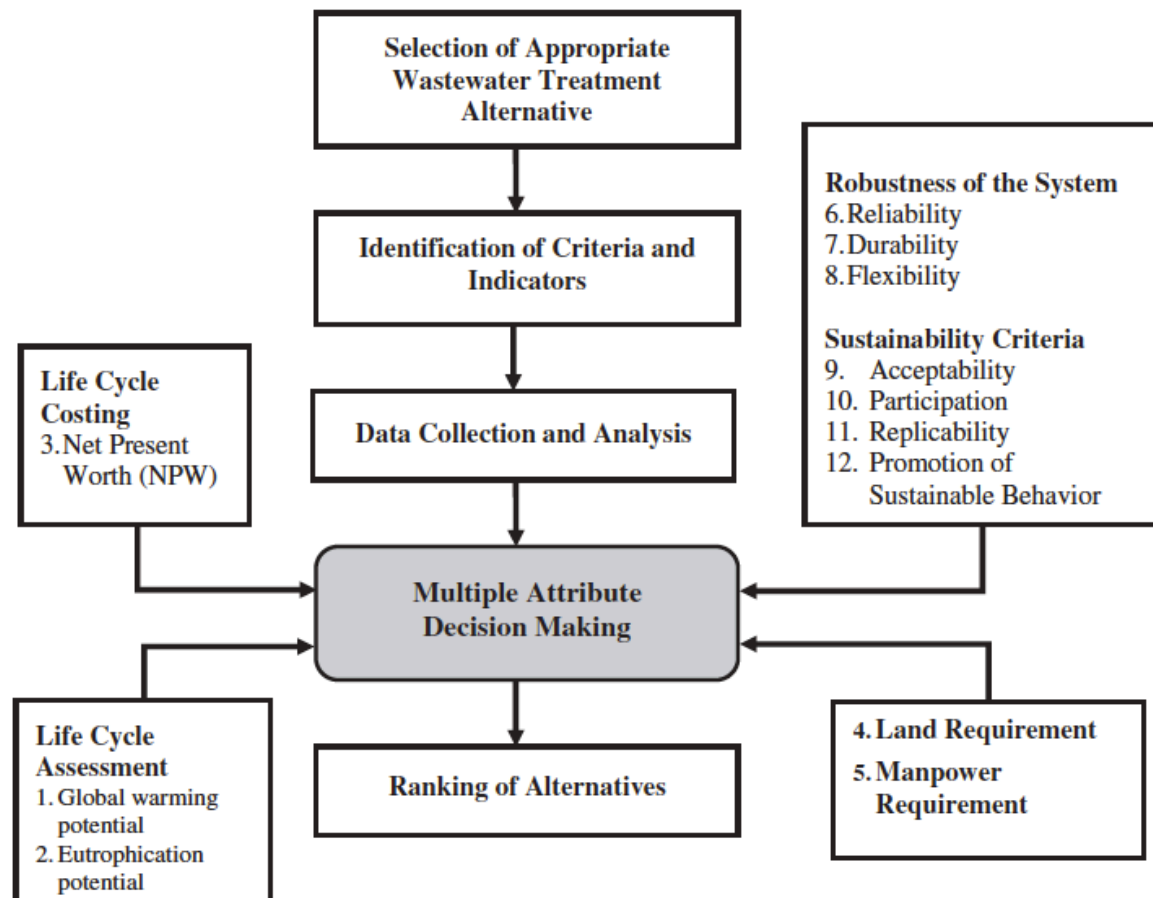 Selection of Appropriate
Wastewater Treatment
Alternative
Identification of Criteria and
Indicators
Data Collection and Analysis
Multiple Attribute
Decision Making
Ranking of Alternatives
Life Cycle
Costing
3. Net Present
Worth (NPW)
Life Cycle
Assessment
1. Global warming
potential
2. Eutrophication
potential
Robustness of the System
6. Reliability
7. Durability
8. Flexibility
Sustainability Criteria
9. Acceptability
10. Participation
11. Replicability
12. Promotion of
Sustainable Behavior
4. Land Requirement
5. Manpower
Requirement